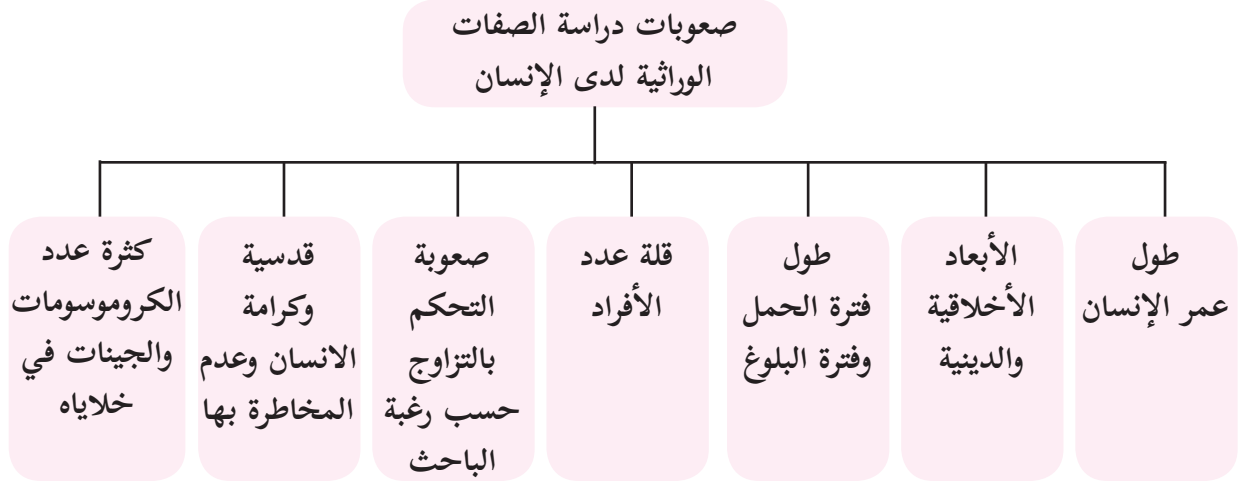 صعوبات دراسة الصفات
الوراثية لدى الإنسان
طول
عمر الإنسان
الأبعاد
الأخلاقية
والدينية
طول
فترة الحمل
وفترة البلوغ
قلة عدد
الأفراد
صعوبة
التحكم
بالتزاوج
حسب رغبة
الباحث
قدسية
وكرامة
الانسان وعدم
المخاطرة بها
كثرة عدد
الكروموسومات
والجينات في
خلاياه